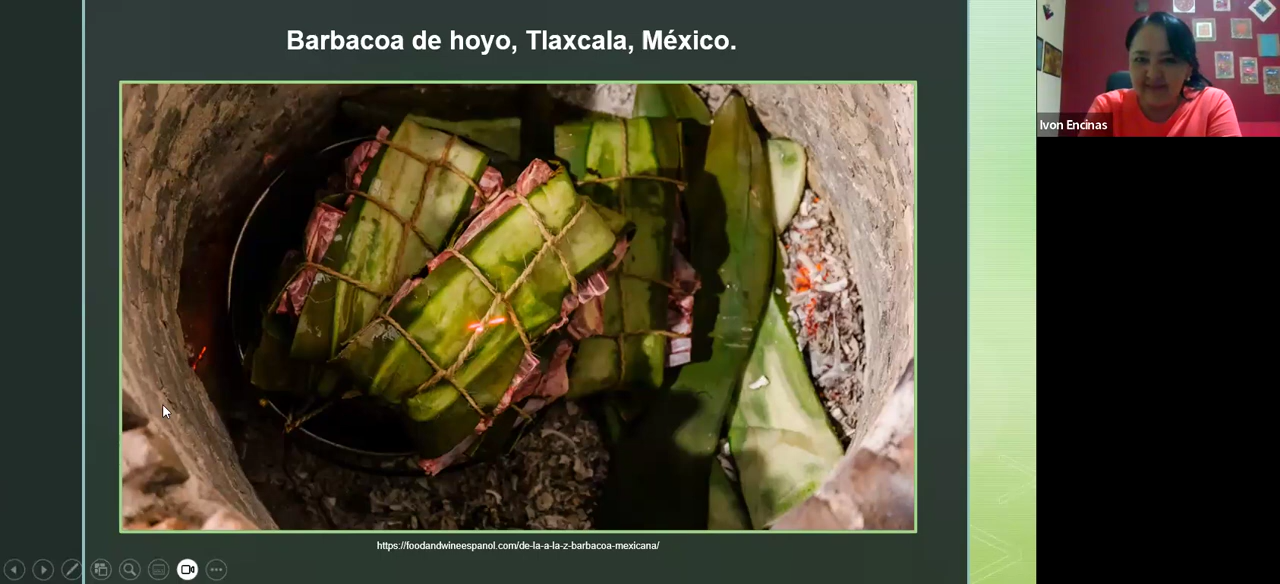 Barbacoa de hoyo, Tlaxcala, México.
Ivon Encinas
https://foodandwineespanol.com/de-la-a-la-z-barbacoa-mexicana/